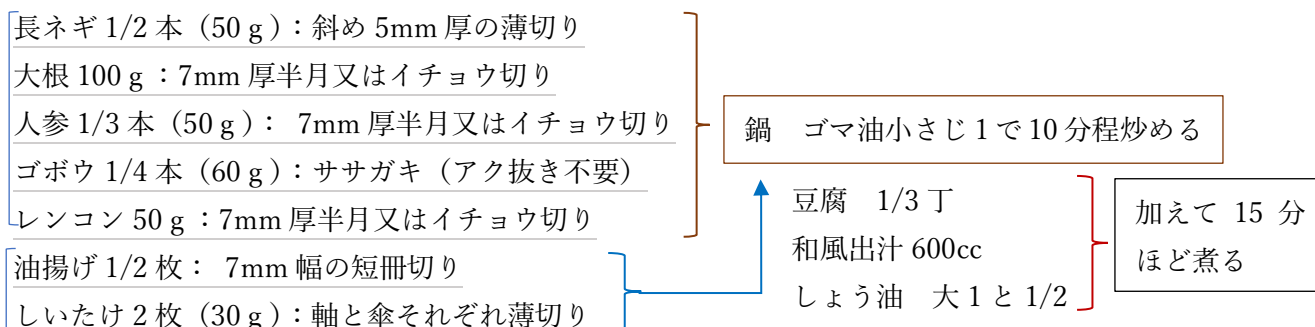 長ネギ 1/2 本（50ｇ）：斜め 5mm 厚の薄切り
大根 100ｇ：7mm 厚半月又はイチョウ切り
人参 1/3 本（50ｇ）： 7mm 厚半月又はイチョウ切り
ゴボウ 1/4 本（60ｇ）：ササガキ（アク抜き不要）
レンコン 50ｇ：7mm 厚半月又はイチョウ切り
油揚げ 1/2 枚： 7mm 幅の短冊切り
しいたけ 2 枚（30ｇ）：軸と傘それぞれ薄切り
鍋　ゴマ油小さじ 1 で 10 分程炒める
豆腐　1/3 丁
和風出汁 600cc
しょう油　大 1 と 1/2
加えて 15 分
ほど煮る